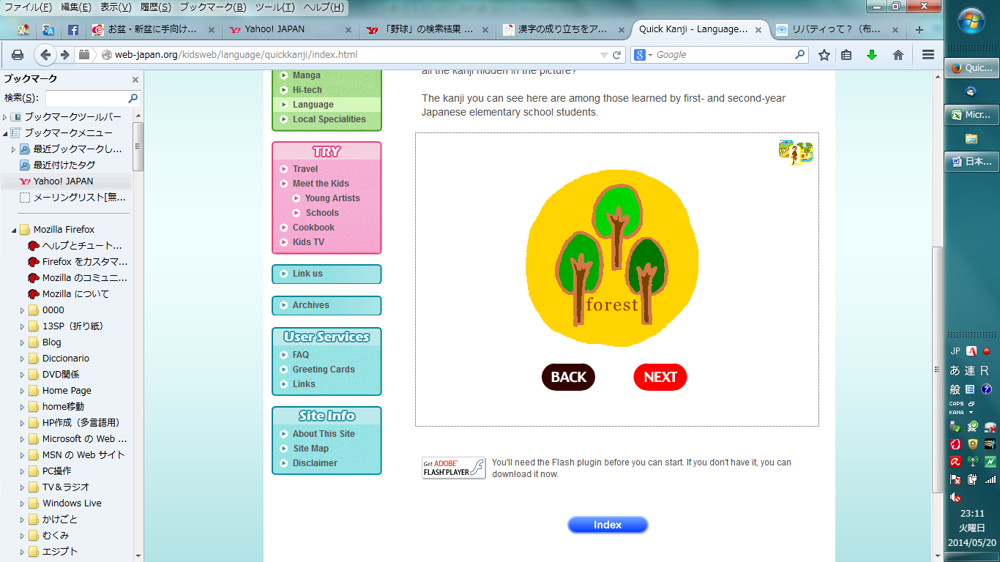 ファイル(F) 編集(E) 表示(V) 履歴(S) ブックマーク(B) ツール(T) ヘルプ(H)
お盆・新盆に手向け... Yahoo! JAPAN 「野球」の検索結果 ... 漢字の成り立ちをア... Quick Kanji - Language... リバティって？（布...
web-japan.org/kidsweb/language/quickkanji/index.html
Google
ブックマーク
検索(S):
ブックマークツールバー
ブックマークメニュー
最近ブックマークし...
最近付けたタグ
Yahoo! JAPAN
メーリングリスト[無...
Mozilla Firefox
ヘルプとチュート...
Firefox をカスタマ...
Mozilla のコミュニ...
Mozilla について
0000
13SP（折り紙）
Blog
Diccionario
DVD関係
Home Page
home移動
HP作成（多言語用）
Microsoft の Web ...
MSN の Web サイト
PC操作
TV＆ラジオ
Windows Live
かけごと
むくみ
エジプト
Manga
Hi-tech
Language
Local Specialities
TRY
Travel
Meet the Kids
Young Artists
Schools
Cookbook
Kids TV
Link us
Archives
User Services
FAQ
Greeting Cards
Links
Site Info
About This Site
Site Map
Disclaimer
all the kanji hidden in the picture?
The kanji you can see here are among those learned by first- and second-year
Japanese elementary school students.
forest
BACK NEXT
Get ADOBE FLASH PLAYER
You'll need the Flash plugin before you can start. If you don't have it, you can
download it now.
Index
Quic...
Micr...
日本...
JP
あ 連 R
般
CAPS
KANA
23:11
火曜日
2014/05/20